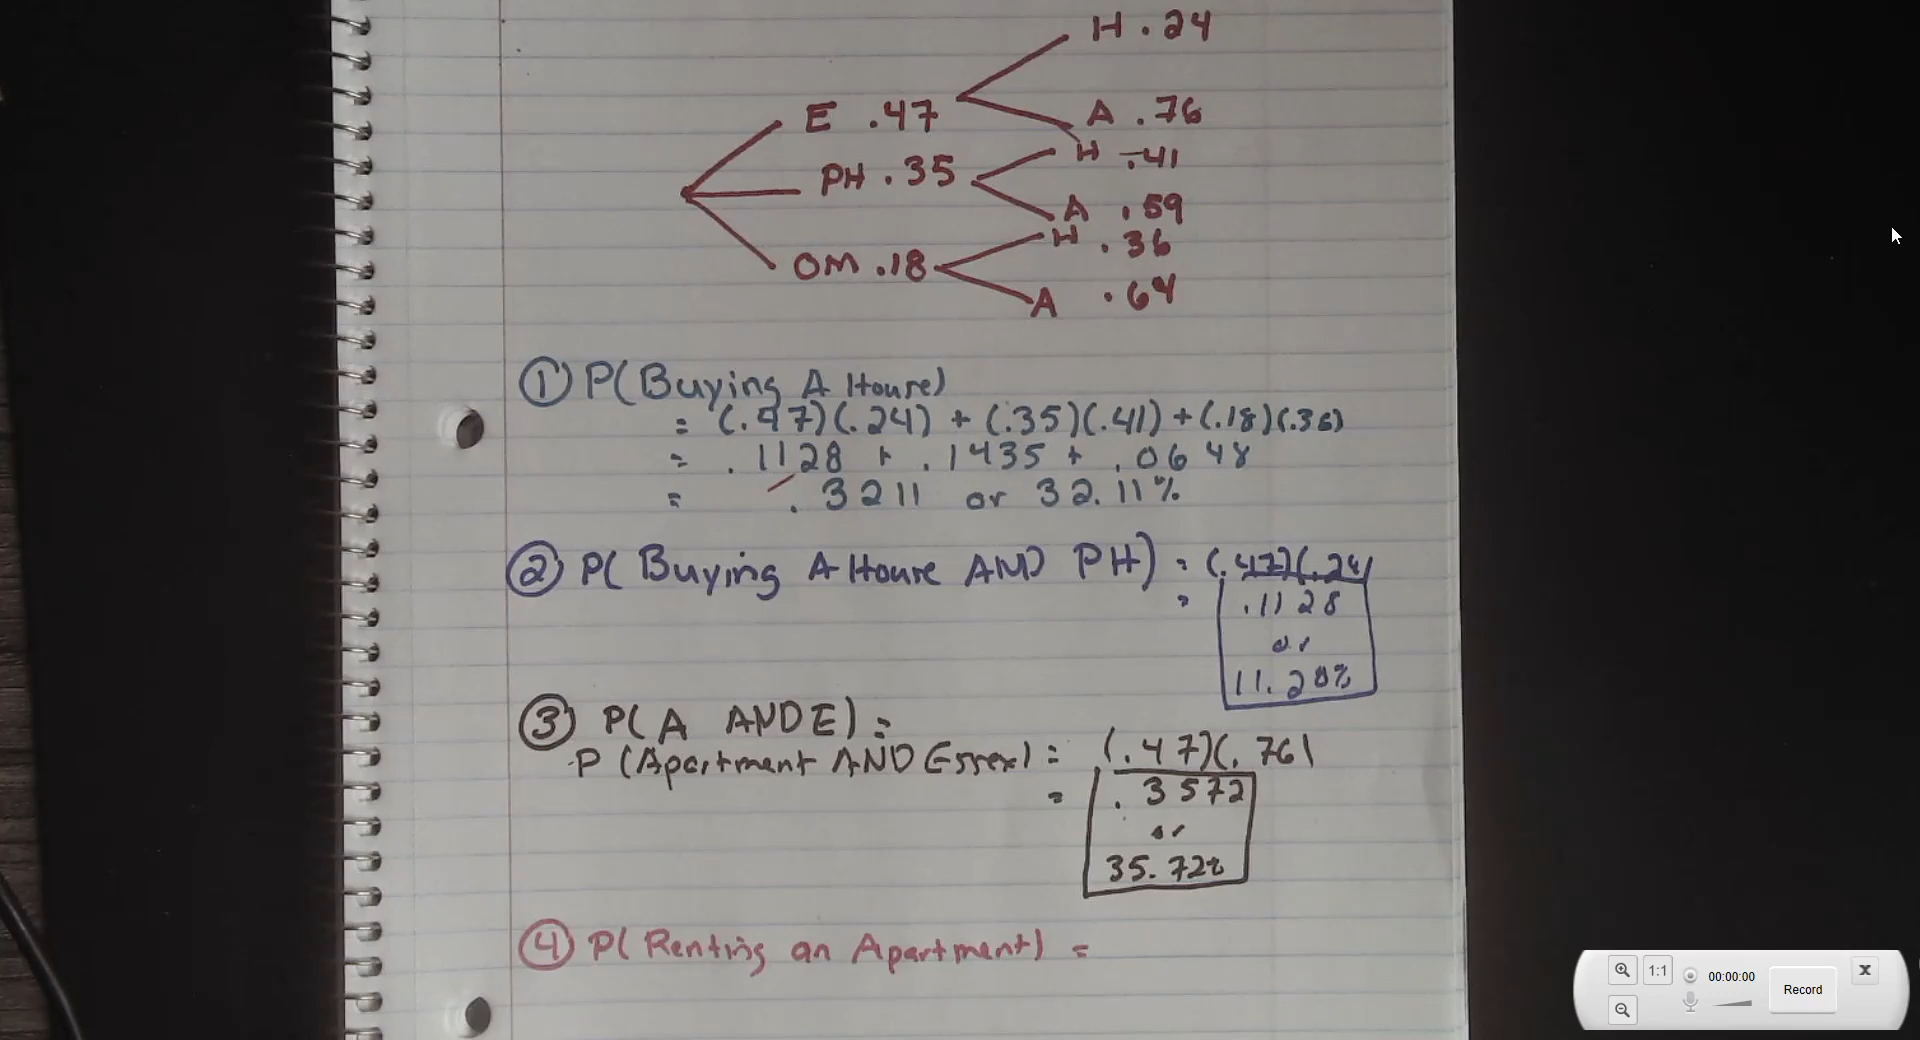 H .24
E .47
A .76
H .41
PH .35
A .59
H .36
OM .18
A .64
① P(Buying A House)
= (.47)(.24) + (.35)(.41) + (.18)(.36)
= .1128 + .1435 + .0648
= .3211 or 32.11%
② P(Buying A House AND PH) = (.47)(.24)
= .1128
or
11.28%
③ P(A AND E) =
P(Apartment AND Essex) = (.47)(.76)
= .3572
or
35.72%
④ P(Renting an Apartment) =
1:1
00:00:00
Record
x